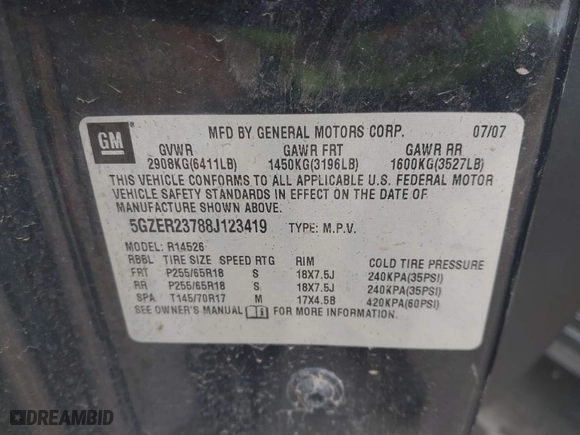 GM
MFD BY GENERAL MOTORS CORP. 07/07
GVWR GAWR FRT GAWR RR
2908KG(6411LB) 1450KG(3196LB) 1600KG(3527LB)
THIS VEHICLE CONFORMS TO ALL APPLICABLE U.S. FEDERAL MOTOR
VEHICLE SAFETY STANDARDS IN EFFECT ON THE DATE OF
MANUFACTURE SHOWN ABOVE.
5GZER23788J123419 TYPE: M.P.V.
MODEL: R14526
RBBL TIRE SIZE SPEED RTG RIM COLD TIRE PRESSURE
FRT P255/65R18 S 18X7.5J 240KPA(35PSI)
RR P255/65R18 S 18X7.5J 240KPA(35PSI)
SPA T145/70R17 M 17X4.5B 420KPA(60PSI)
SEE OWNER'S MANUAL FOR MORE INFORMATION.
DREAMBID